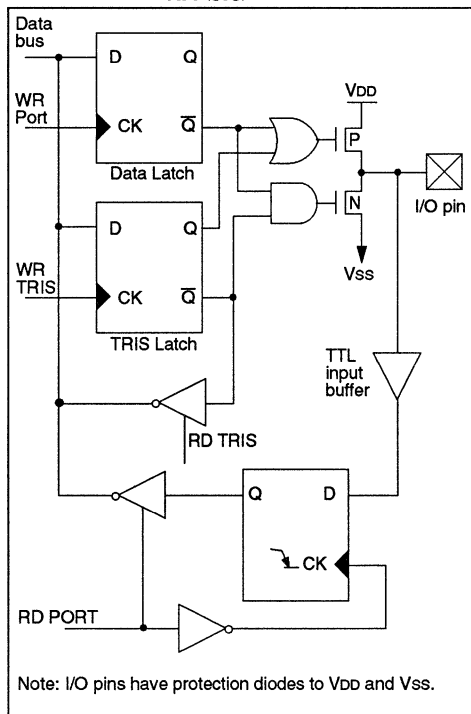 Data
bus
D Q
WR
Port
CK Q
Data Latch
VDD
P
N
I/O pin
VSS
D Q
WR
TRIS
CK Q
TRIS Latch
TTL
input
buffer
RD TRIS
Q D
CK
RD PORT
Note: I/O pins have protection diodes to VDD and VSS.